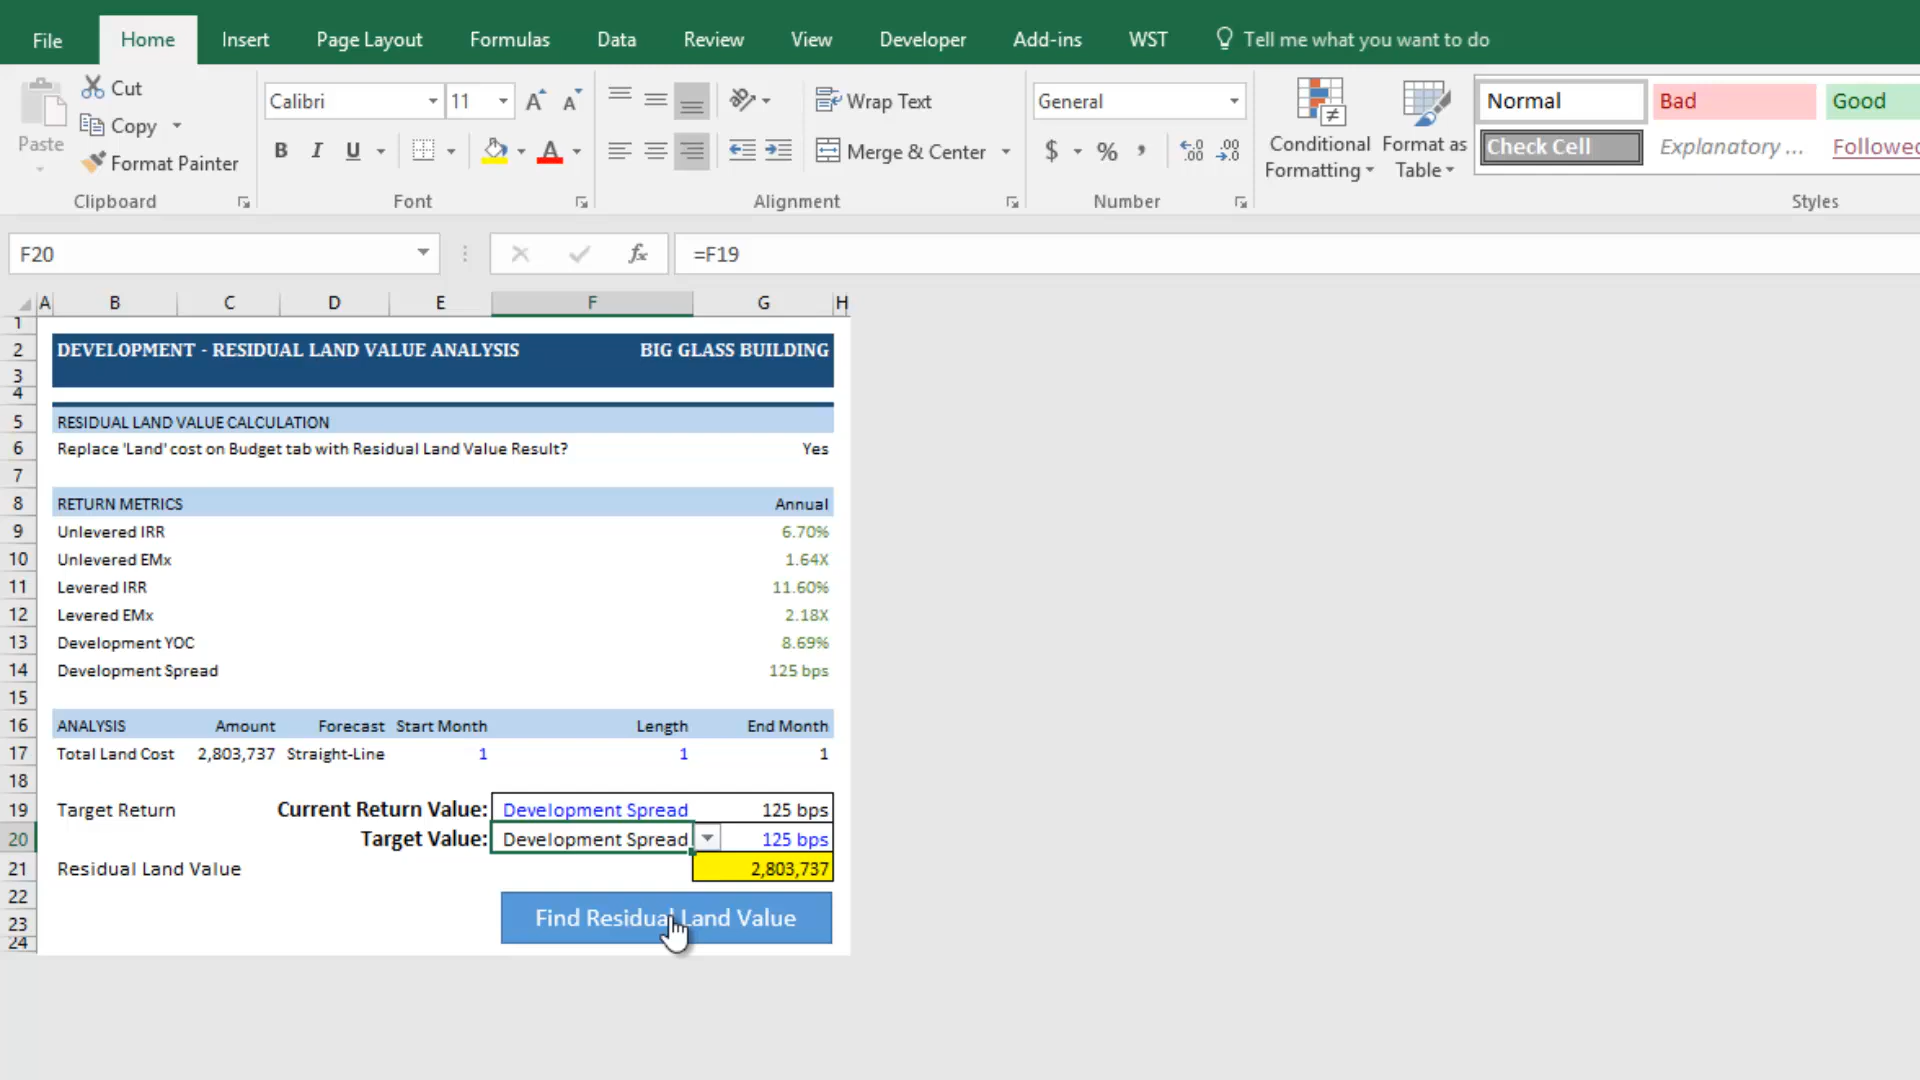 File Home Insert Page Layout Formulas Data Review View Developer Add-ins WST Tell me what you want to do
Cut
Copy
Paste
Format Painter
Clipboard
Calibri 11 A A
B I U A
Font
Wrap Text
Merge & Center
Alignment
General
$ % , .00 .00
Number
Conditional Formatting
Format as Table
Normal Bad Good
Check Cell Explanatory ... Followed
Styles
F20 fx =F19
A B C D E F G H
1
2 DEVELOPMENT - RESIDUAL LAND VALUE ANALYSIS BIG GLASS BUILDING
3
4
5 RESIDUAL LAND VALUE CALCULATION
6 Replace 'Land' cost on Budget tab with Residual Land Value Result? Yes
7
8 RETURN METRICS Annual
9 Unlevered IRR 6.70%
10 Unlevered EMx 1.64X
11 Levered IRR 11.60%
12 Levered EMx 2.18X
13 Development YOC 8.69%
14 Development Spread 125 bps
15
16 ANALYSIS Amount Forecast Start Month Length End Month
17 Total Land Cost 2,803,737 Straight-Line 1 1 1
18
19 Target Return Current Return Value: Development Spread 125 bps
20 Target Value: Development Spread 125 bps
21 Residual Land Value 2,803,737
22
Find Residual Land Value
23
24